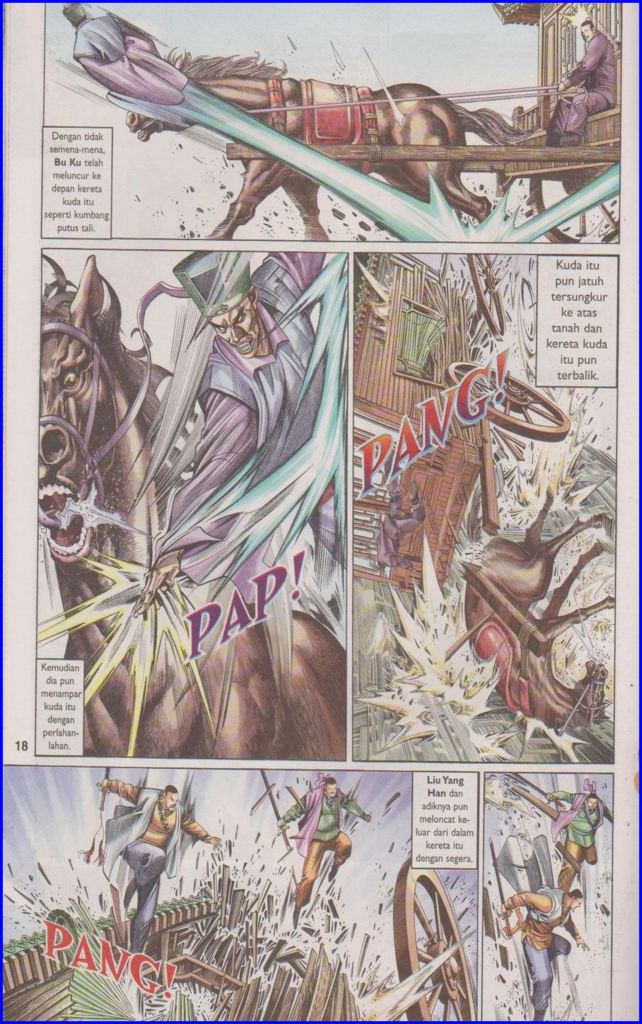 Dengan tidak
semena-mena,
Bu Ku telah
meluncur ke
depan kereta
kuda itu
seperti kumbang
putus tali.
PAP!
Kemudian
dia pun
menampar
kuda itu
dengan
perlahan-
lahan.
Kuda itu
pun jatuh
tersungkur
ke atas
tanah dan
kereta kuda
itu pun
terbalik.
PANG!
18
PANG!
Liu Yang
Han dan
adiknya pun
meloncat ke-
luar dari dalam
kereta itu
dengan segera.